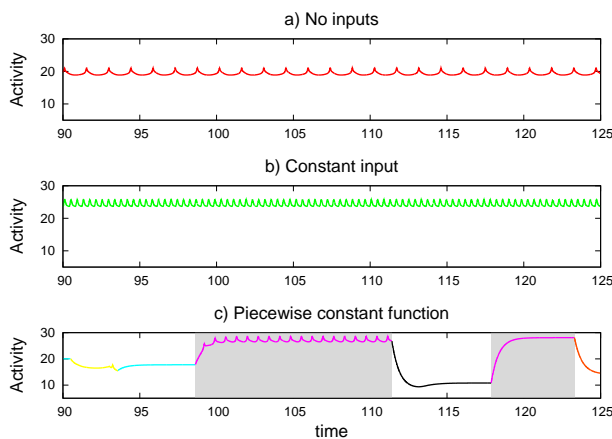 a) No inputs
30
20
10
Activity
90 95 100 105 110 115 120 125
b) Constant input
30
20
10
Activity
90 95 100 105 110 115 120 125
c) Piecewise constant function
30
20
10
Activity
90 95 100 105 110 115 120 125
time